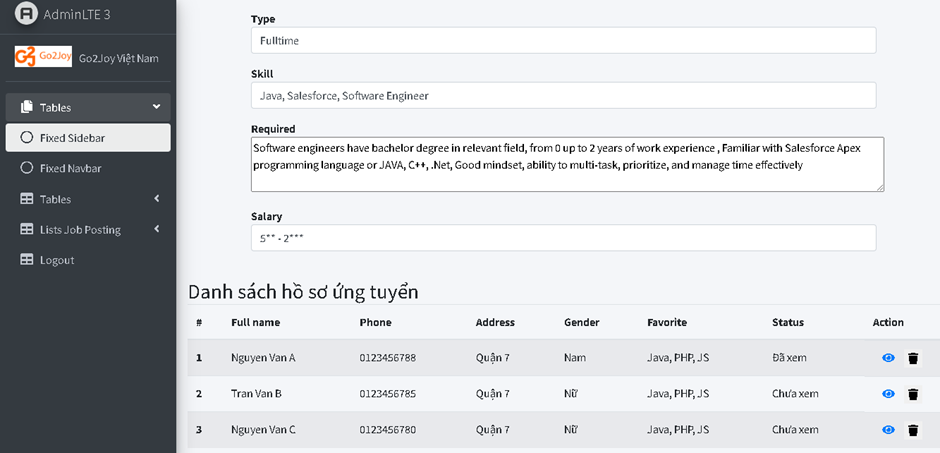 A AdminLTE 3
Go2Joy Go2Joy Việt Nam
Tables
Fixed Sidebar
Fixed Navbar
Tables
Lists Job Posting
Logout
Type
Fulltime
Skill
Java, Salesforce, Software Engineer
Required
Software engineers have bachelor degree in relevant field, from 0 up to 2 years of work experience , Familiar with Salesforce Apex
programming language or JAVA, C++, .Net, Good mindset, ability to multi-task, prioritize, and manage time effectively
Salary
5** - 2***
Danh sách hồ sơ ứng tuyển
# Full name Phone Address Gender Favorite Status Action
1 Nguyen Van A 0123456788 Quận 7 Nam Java, PHP, JS Đã xem
2 Tran Van B 0123456785 Quận 7 Nữ Java, PHP, JS Chưa xem
3 Nguyen Van C 0123456780 Quận 7 Nữ Java, PHP, JS Chưa xem